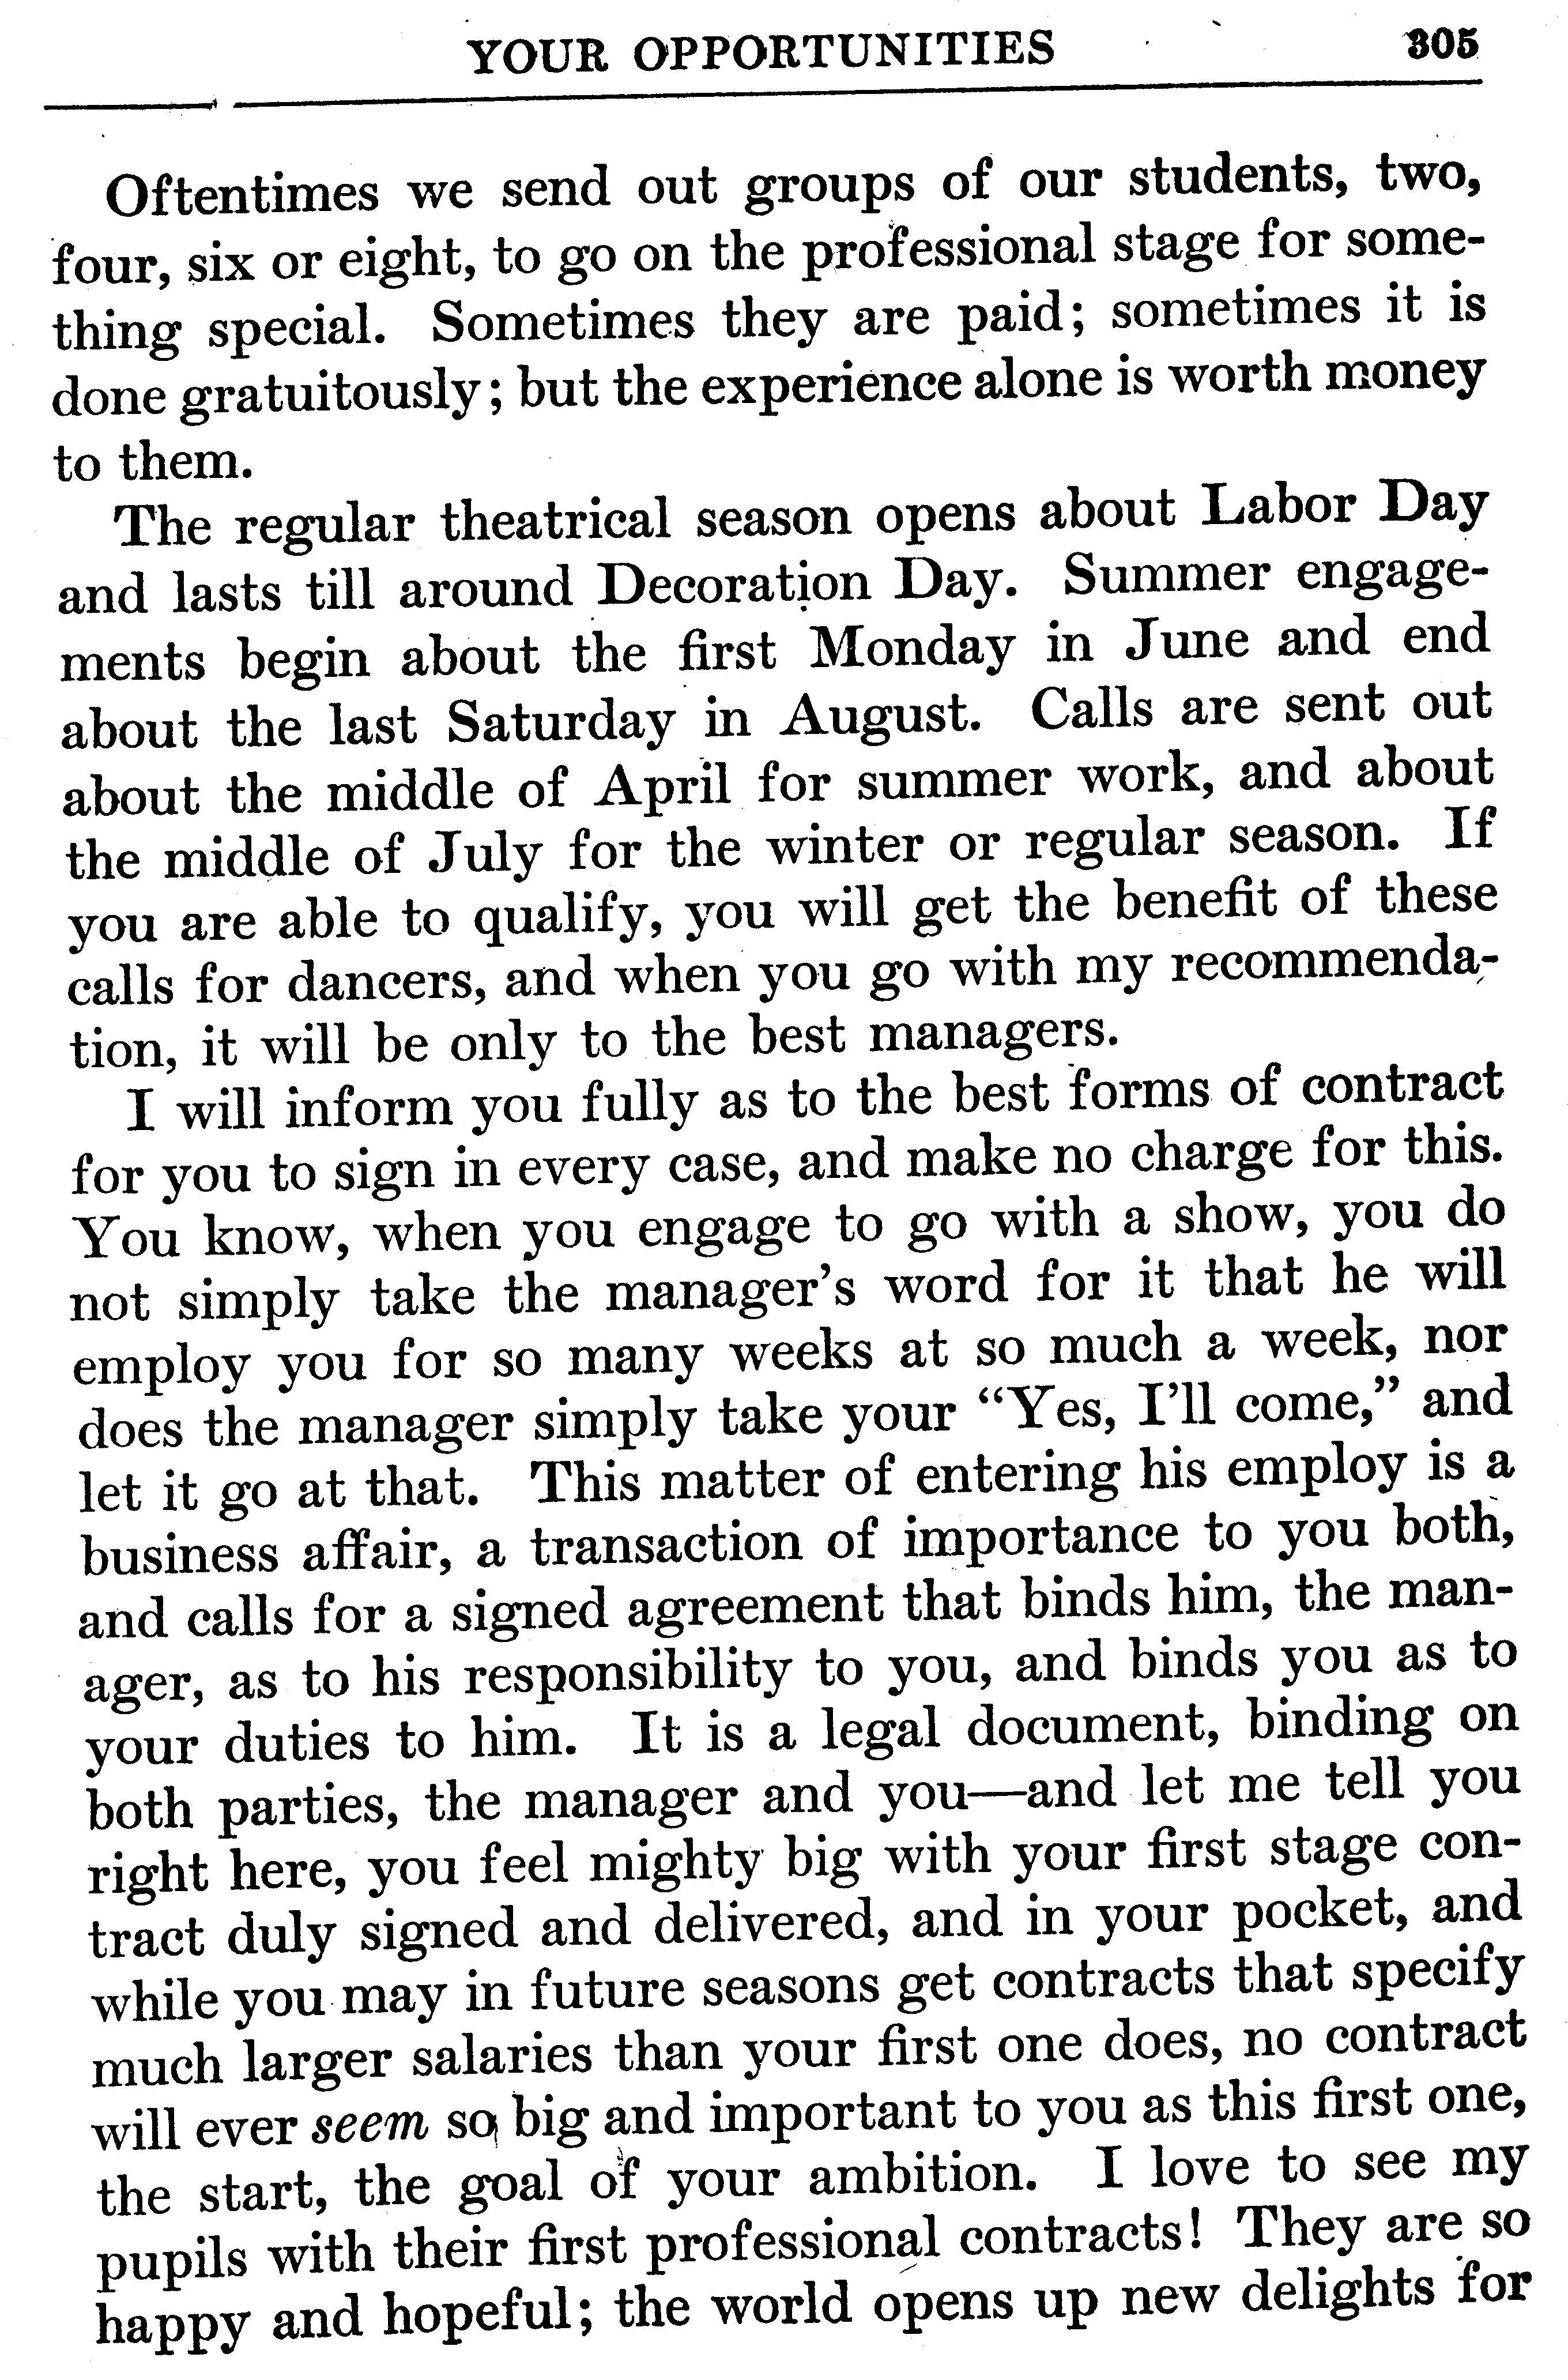 YOUR OPPORTUNITIES 305
Oftentimes we send out groups of our students, two,
four, six or eight, to go on the professional stage for some-
thing special. Sometimes they are paid; sometimes it is
done gratuitously; but the experience alone is worth money
to them.
The regular theatrical season opens about Labor Day
and lasts till around Decoration Day. Summer engage-
ments begin about the first Monday in June and end
about the last Saturday in August. Calls are sent out
about the middle of April for summer work, and about
the middle of July for the winter or regular season. If
you are able to qualify, you will get the benefit of these
calls for dancers, and when you go with my recommenda-
tion, it will be only to the best managers.
I will inform you fully as to the best forms of contract
for you to sign in every case, and make no charge for this.
You know, when you engage to go with a show, you do
not simply take the manager's word for it that he will
employ you for so many weeks at so much a week, nor
does the manager simply take your “Yes, I'll come,” and
let it go at that. This matter of entering his employ is a
business affair, a transaction of importance to you both,
and calls for a signed agreement that binds him, the man-
ager, as to his responsibility to you, and binds you as to
your duties to him. It is a legal document, binding on
both parties, the manager and you—and let me tell you
right here, you feel mighty big with your first stage con-
tract duly signed and delivered, and in your pocket, and
while you may in future seasons get contracts that specify
much larger salaries than your first one does, no contract
will ever seem so big and important to you as this first one,
the start, the goal of your ambition. I love to see my
pupils with their first professional contracts! They are so
happy and hopeful; the world opens up new delights for